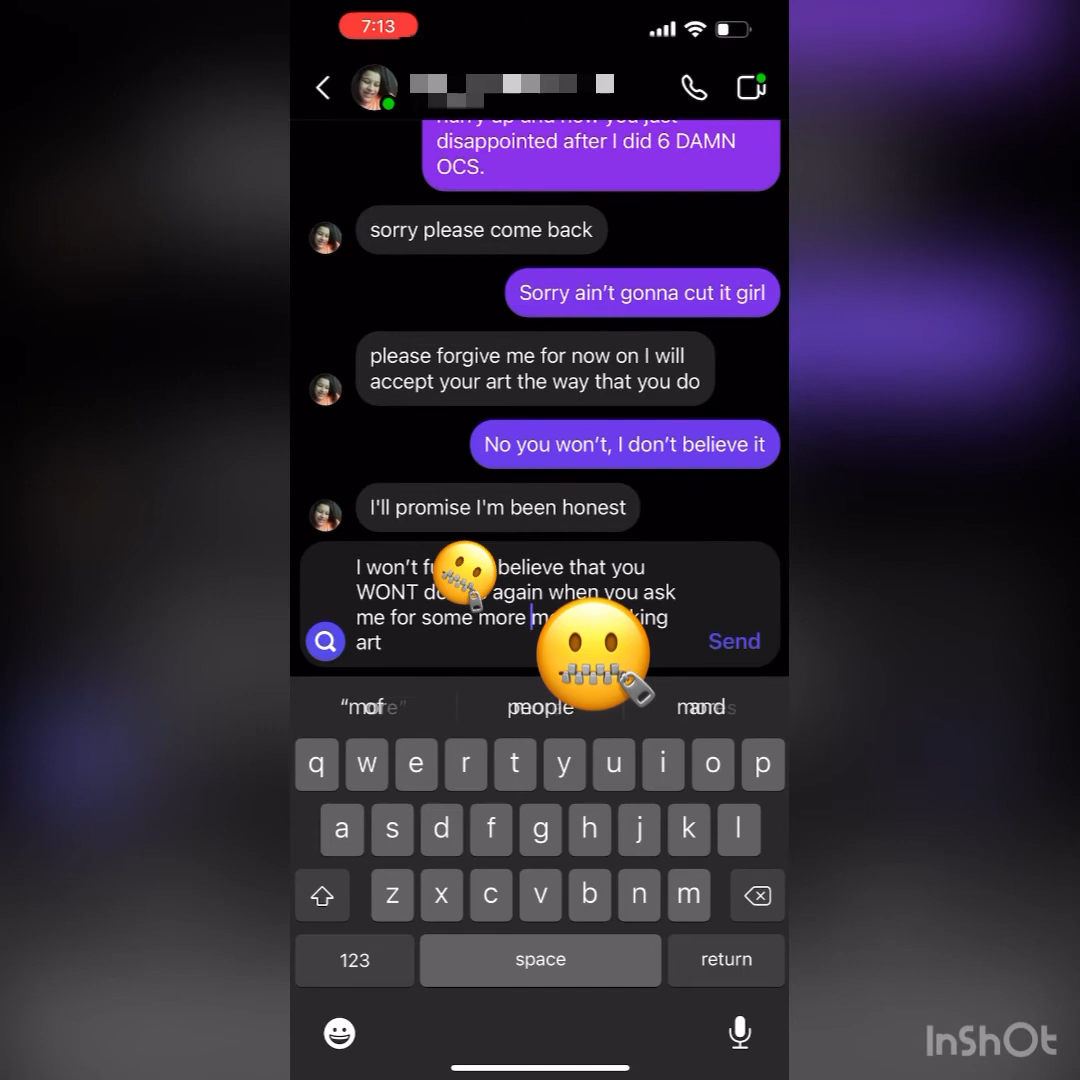 7:13
disappointed after I did 6 DAMN
OCS.
sorry please come back
Sorry ain't gonna cut it girl
please forgive me for now on I will
accept your art the way that you do
No you won't, I don't believe it
I'll promise I'm been honest
I won't believe that you
WONT again when you ask
me for some more
art
Send
people
q w e r t y u i o p
a s d f g h j k l
z x c v b n m
123 space return
InShOt